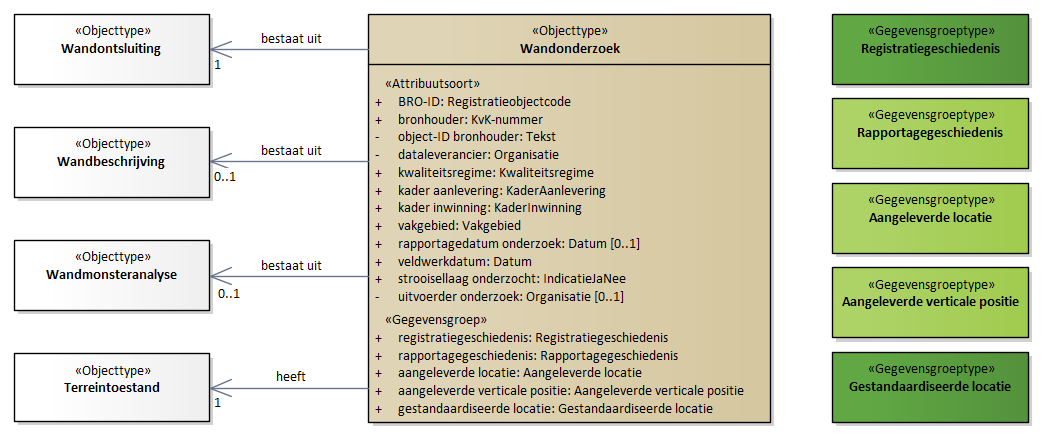 «Objecttype»
Wandontsluiting
bestaat uit
1
«Objecttype»
Wandbeschrijving
bestaat uit
0..1
«Objecttype»
Wandmonsteranalyse
bestaat uit
0..1
«Objecttype»
Terreintoestand
heeft
1
«Objecttype»
Wandonderzoek
«Attribuutsoort»
+ BRO-ID: Registratieobjectcode
+ bronhouder: KvK-nummer
- object-ID bronhouder: Tekst
- dataleverancier: Organisatie
+ kwaliteitsregime: Kwaliteitsregime
+ kader aanlevering: KaderAanlevering
+ kader inwinning: KaderInwinning
+ vakgebied: Vakgebied
+ rapportagedatum onderzoek: Datum [0..1]
+ veldwerkdatum: Datum
+ strooisellaag onderzocht: IndicatieJaNee
- uitvoerder onderzoek: Organisatie [0..1]
«Gegevensgroep»
+ registratiegeschiedenis: Registratiegeschiedenis
+ rapportagegeschiedenis: Rapportagegeschiedenis
+ aangeleverde locatie: Aangeleverde locatie
+ aangeleverde verticale positie: Aangeleverde verticale positie
+ gestandaardiseerde locatie: Gestandaardiseerde locatie
«Gegevensgroeptype»
Registratiegeschiedenis
«Gegevensgroeptype»
Rapportagegeschiedenis
«Gegevensgroeptype»
Aangeleverde locatie
«Gegevensgroeptype»
Aangeleverde verticale positie
«Gegevensgroeptype»
Gestandaardiseerde locatie